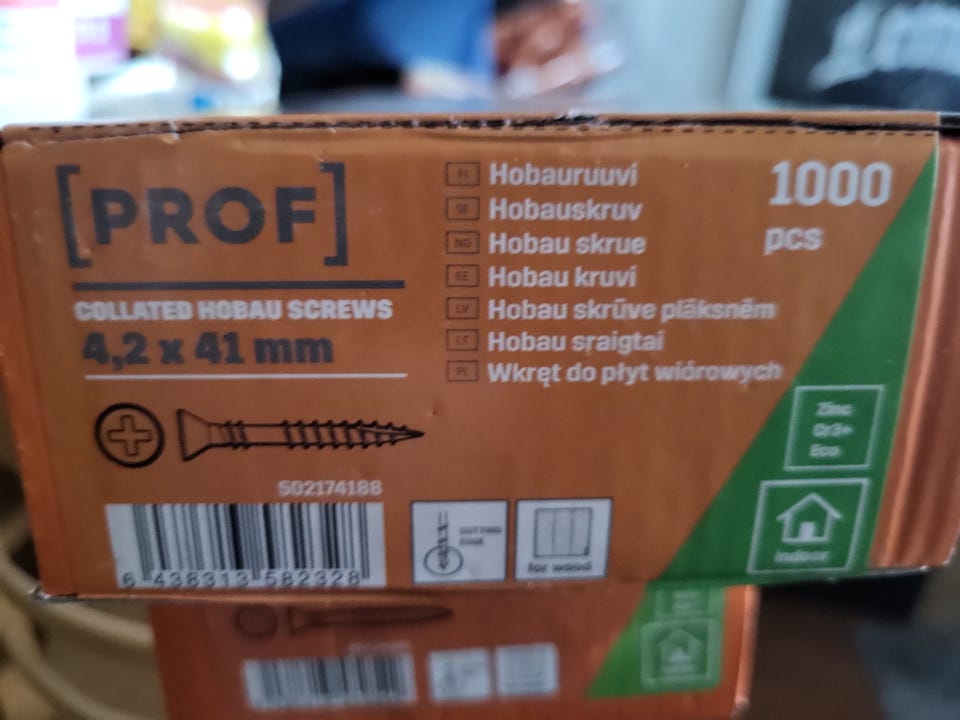 [PROF]
COLLATED HOBAU SCREWS
4,2 x 41 mm
FI Hobauruuvi
SE Hobauskruv
NO Hobau skrue
EE Hobau kruvi
LV Hobau skrūve plāksnēm
LT Hobau sraigtai
PL Wkręt do płyt wiórowych
1000
pcs
Zinc
Cr3+
Eco
Indoor
502174188
6 438313 582328
CUTTING
EDGE
for wood